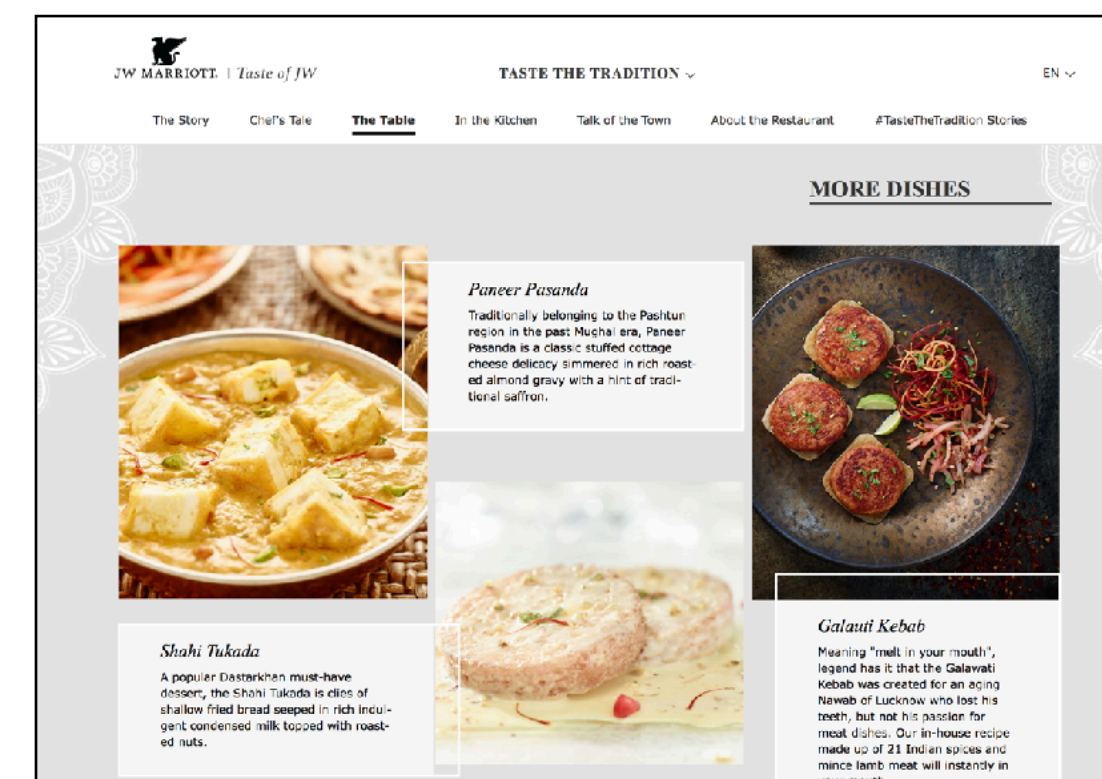 JW MARRIOTT | Taste of JW
TASTE THE TRADITION
EN
The Story
Chef's Tale
The Table
In the Kitchen
Talk of the Town
About the Restaurant
#TasteTheTradition Stories
MORE DISHES
Paneer Pasanda
Traditionally belonging to the Pashtun
region in the past Mughal era, Paneer
Pasanda is a classic stuffed cottage
cheese delicacy simmered in rich roast-
ed almond gravy with a hint of tradi-
tional saffron.
Shahi Tukada
A popular Dastarkhan must-have
dessert, the Shahi Tukada is clies of
shallow fried bread seeped in rich indul-
gent condensed milk topped with roast-
ed nuts.
Galauti Kebab
Meaning "melt in your mouth",
legend has it that the Galawati
Kebab was created for an aging
Nawab of Lucknow who lost his
teeth, but not his passion for
meat dishes. Our in-house recipe
made up of 21 Indian spices and
mince lamb meat will instantly in